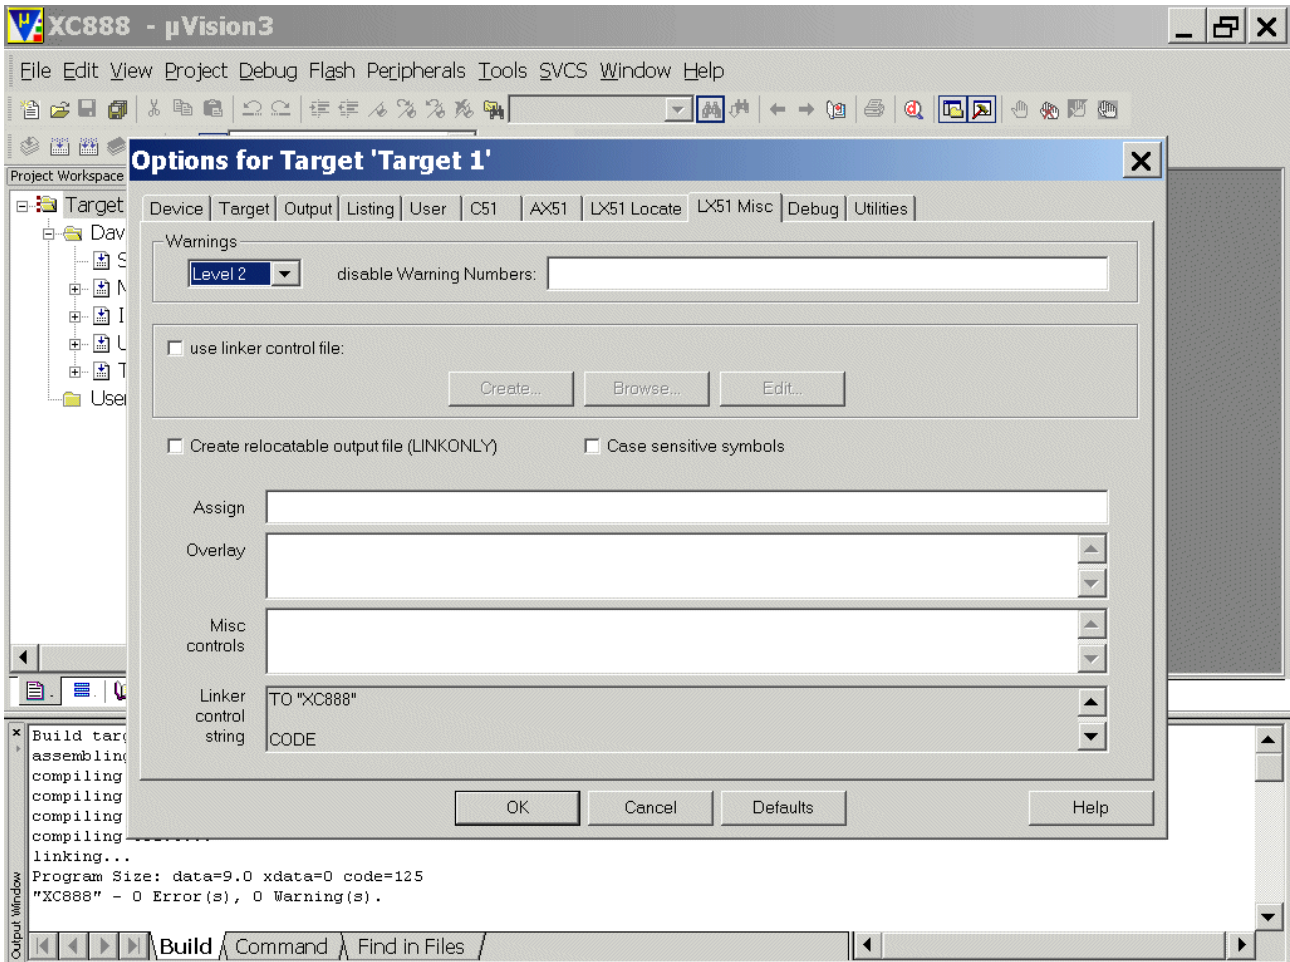 XC888 - µVision3
File Edit View Project Debug Flash Peripherals Tools SVCS Window Help
Project Workspace
Options for Target 'Target 1'
Device Target Output Listing User C51 AX51 LX51 Locate LX51 Misc Debug Utilities
Target
Dav
S
N
I
U
T
User
Warnings
Level 2
disable Warning Numbers:
use linker control file:
Create...
Browse...
Edit...
Create relocatable output file (LINKONLY)
Case sensitive symbols
Assign
Overlay
Misc
controls
Linker
control
string
TO "XC888"
CODE
OK
Cancel
Defaults
Help
Build targ
assembling
compiling
compiling
compiling
compiling
linking...
Program Size: data=9.0 xdata=0 code=125
"XC888" - 0 Error(s), 0 Warning(s).
Output Window
Build Command Find in Files